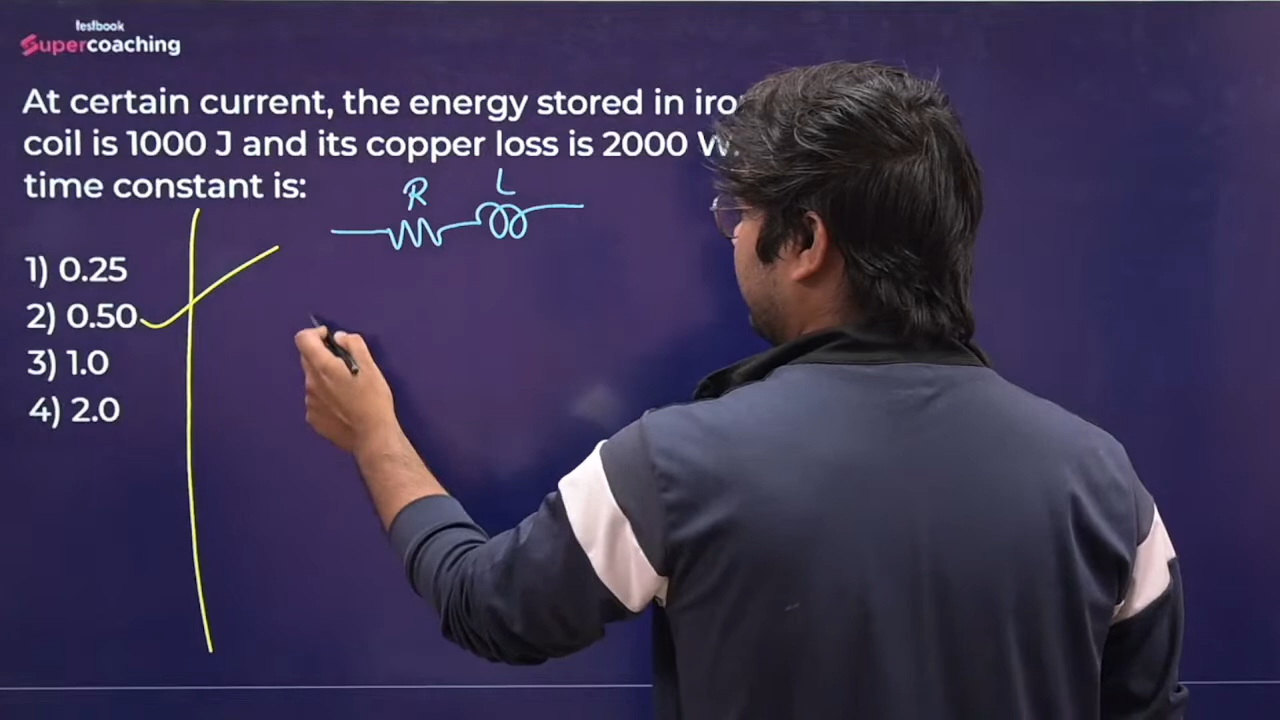 testbook
Supercoaching
At certain current, the energy stored in
coil is 1000 J and its copper loss is 2000 W.
time constant is:
R L
1) 0.25
2) 0.50
3) 1.0
4) 2.0